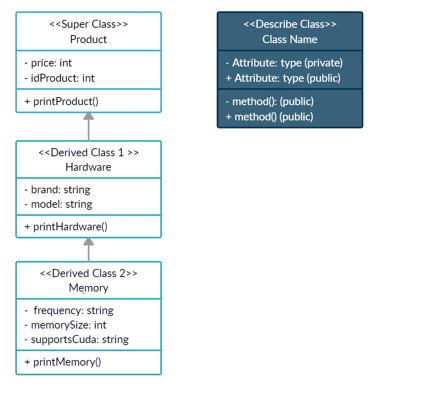 <<Super Class>>
Product
- price: int
- idProduct: int
+ printProduct()
<<Derived Class 1 >>
Hardware
- brand: string
- model: string
+ printHardware()
<<Derived Class 2>>
Memory
- frequency: string
- memorySize: int
- supportsCuda: string
+ printMemory()
<<Describe Class>>
Class Name
- Attribute: type (private)
+ Attribute: type (public)
- method(): (public)
+ method() (public)